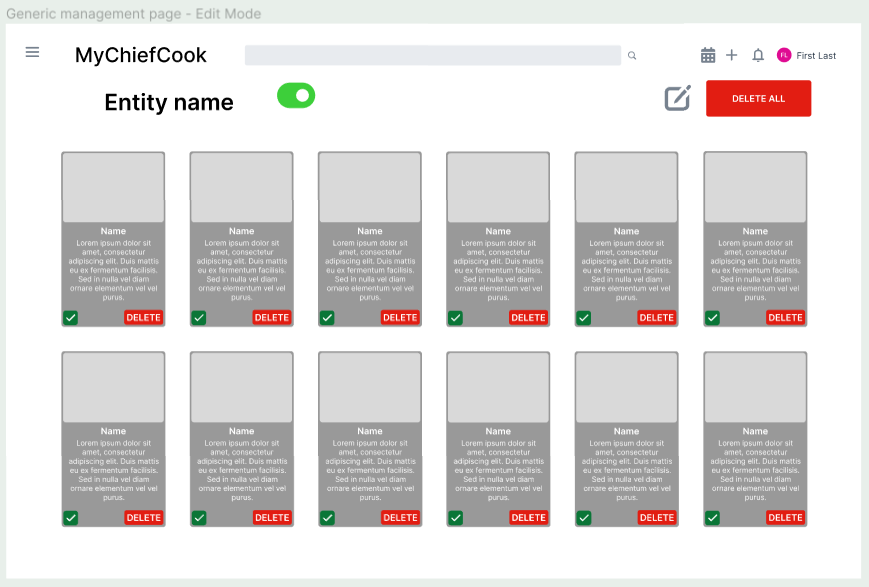 Generic management page - Edit Mode
MyChiefCook
FL First Last
Entity name
DELETE ALL
Name
Lorem ipsum dolor sit
amet, consectetur
adipiscing elit. Duis mattis
eu ex fermentum facilisis.
Sed in nulla vel diam
ornare elementum vel vel
purus.
DELETE
Name
Lorem ipsum dolor sit
amet, consectetur
adipiscing elit. Duis mattis
eu ex fermentum facilisis.
Sed in nulla vel diam
ornare elementum vel vel
purus.
DELETE
Name
Lorem ipsum dolor sit
amet, consectetur
adipiscing elit. Duis mattis
eu ex fermentum facilisis.
Sed in nulla vel diam
ornare elementum vel vel
purus.
DELETE
Name
Lorem ipsum dolor sit
amet, consectetur
adipiscing elit. Duis mattis
eu ex fermentum facilisis.
Sed in nulla vel diam
ornare elementum vel vel
purus.
DELETE
Name
Lorem ipsum dolor sit
amet, consectetur
adipiscing elit. Duis mattis
eu ex fermentum facilisis.
Sed in nulla vel diam
ornare elementum vel vel
purus.
DELETE
Name
Lorem ipsum dolor sit
amet, consectetur
adipiscing elit. Duis mattis
eu ex fermentum facilisis.
Sed in nulla vel diam
ornare elementum vel vel
purus.
DELETE
Name
Lorem ipsum dolor sit
amet, consectetur
adipiscing elit. Duis mattis
eu ex fermentum facilisis.
Sed in nulla vel diam
ornare elementum vel vel
purus.
DELETE
Name
Lorem ipsum dolor sit
amet, consectetur
adipiscing elit. Duis mattis
eu ex fermentum facilisis.
Sed in nulla vel diam
ornare elementum vel vel
purus.
DELETE
Name
Lorem ipsum dolor sit
amet, consectetur
adipiscing elit. Duis mattis
eu ex fermentum facilisis.
Sed in nulla vel diam
ornare elementum vel vel
purus.
DELETE
Name
Lorem ipsum dolor sit
amet, consectetur
adipiscing elit. Duis mattis
eu ex fermentum facilisis.
Sed in nulla vel diam
ornare elementum vel vel
purus.
DELETE
Name
Lorem ipsum dolor sit
amet, consectetur
adipiscing elit. Duis mattis
eu ex fermentum facilisis.
Sed in nulla vel diam
ornare elementum vel vel
purus.
DELETE
Name
Lorem ipsum dolor sit
amet, consectetur
adipiscing elit. Duis mattis
eu ex fermentum facilisis.
Sed in nulla vel diam
ornare elementum vel vel
purus.
DELETE